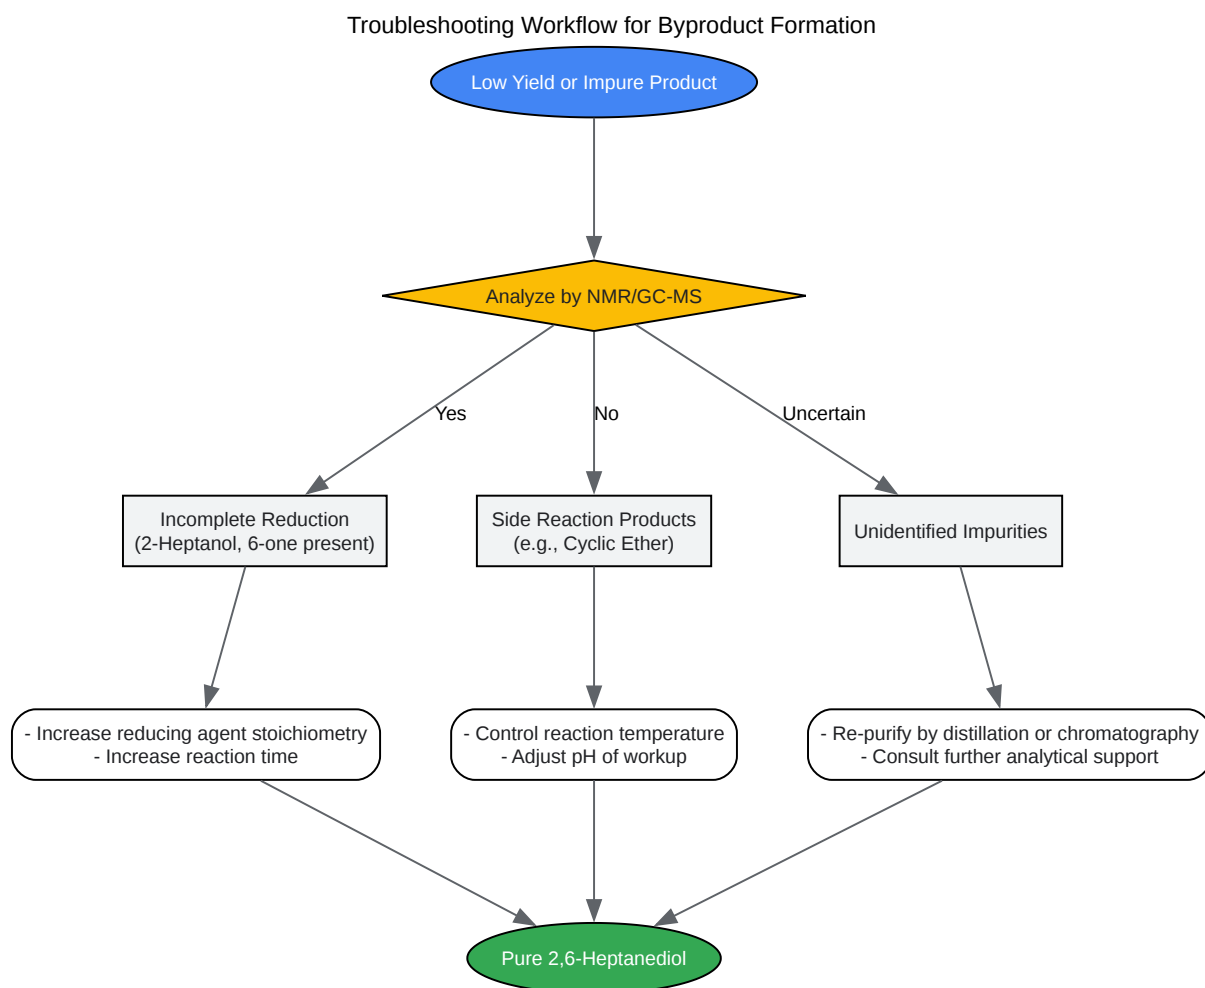 Troubleshooting Workflow for Byproduct Formation
Low Yield or Impure Product
Analyze by NMR/GC-MS
Yes
No
Uncertain
Incomplete Reduction
(2-Heptanol, 6-one present)
Side Reaction Products
(e.g., Cyclic Ether)
Unidentified Impurities
- Increase reducing agent stoichiometry
- Increase reaction time
- Control reaction temperature
- Adjust pH of workup
- Re-purify by distillation or chromatography
- Consult further analytical support
Pure 2,6-Heptanediol